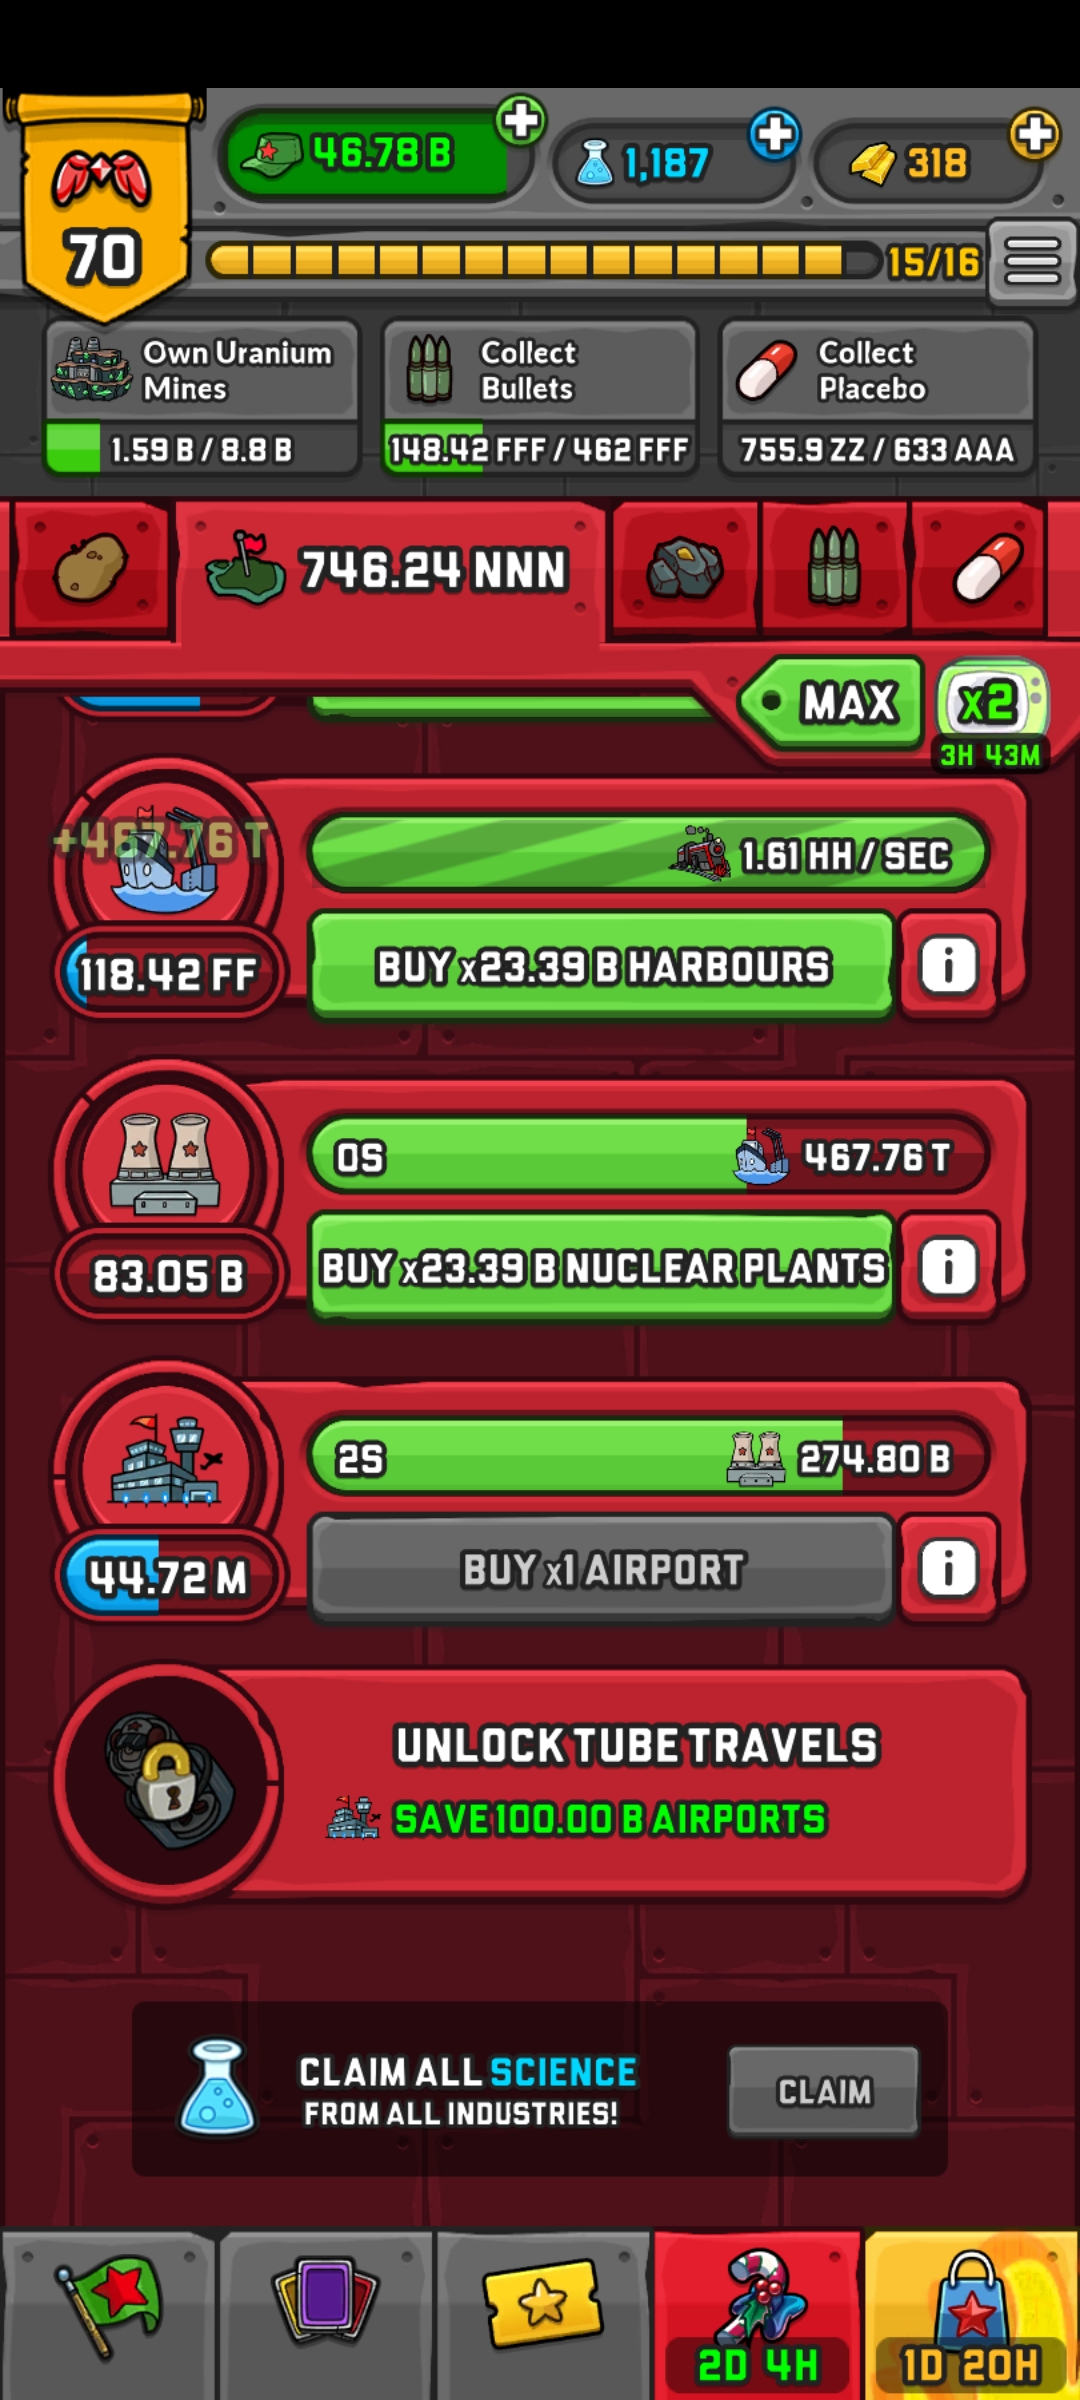 46.78 B
1,187
318
70
15/16
Own Uranium
Mines
1.59 B / 8.8 B
Collect
Bullets
148.42 FFF / 462 FFF
Collect
Placebo
755.9 ZZ / 633 AAA
746.24 NNN
MAX
x2
3H 43M
+467.76 T
1.61 HH / SEC
118.42 FF
BUY x23.39 B HARBOURS
i
0S
467.76 T
83.05 B
BUY x23.39 B NUCLEAR PLANTS
i
2S
274.80 B
44.72 M
BUY x1 AIRPORT
i
UNLOCK TUBE TRAVELS
SAVE 100.00 B AIRPORTS
CLAIM ALL SCIENCE
FROM ALL INDUSTRIES!
CLAIM
2D 4H
1D 20H